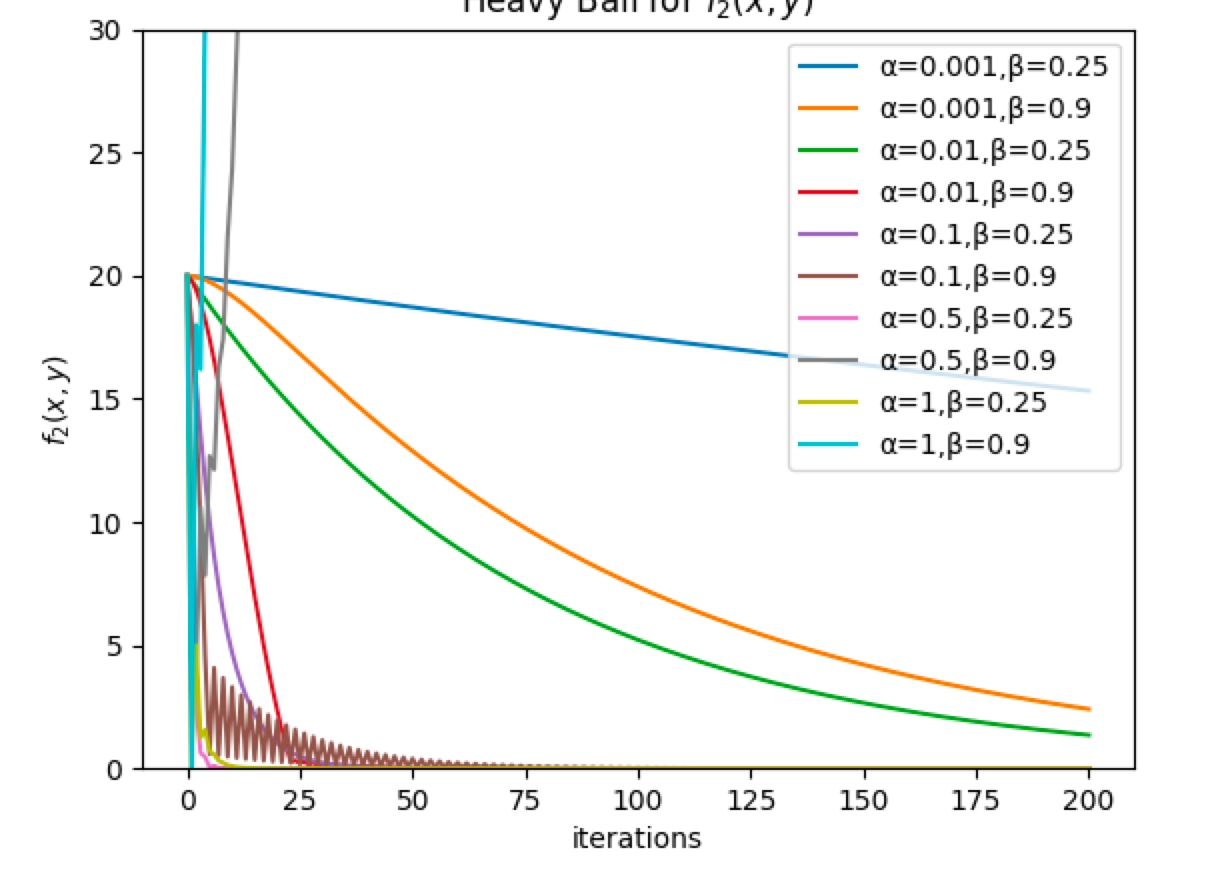 Heavy Ball for f₂(x, y)
30
25
20
15
10
5
0
f₂(x, y)
α=0.001,β=0.25
α=0.001,β=0.9
α=0.01,β=0.25
α=0.01,β=0.9
α=0.1,β=0.25
α=0.1,β=0.9
α=0.5,β=0.25
α=0.5,β=0.9
α=1,β=0.25
α=1,β=0.9
0 25 50 75 100 125 150 175 200
iterations